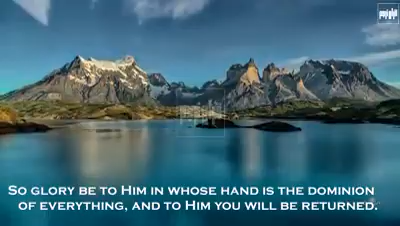 So glory be to Him in whose hand is the dominion
of everything, and to Him you will be returned.